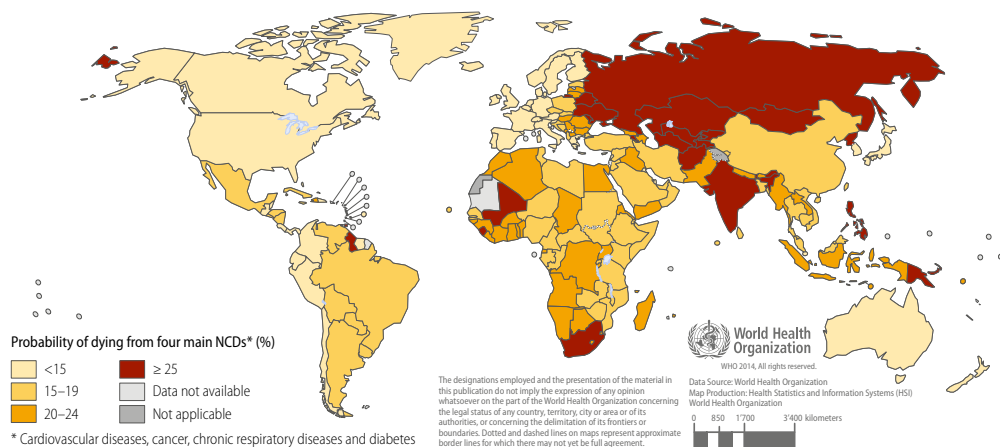 Probability of dying from four main NCDs* (%)
<15
15–19
20–24
≥ 25
Data not available
Not applicable
* Cardiovascular diseases, cancer, chronic respiratory diseases and diabetes
The designations employed and the presentation of the material in
this publication do not imply the expression of any opinion
whatsoever on the part of the World Health Organization concerning
the legal status of any country, territory, city or area or of its
authorities, or concerning the delimitation of its frontiers or
boundaries. Dotted and dashed lines on maps represent approximate
border lines for which there may not yet be full agreement.
World Health
Organization
WHO 2014, All rights reserved.
Data Source: World Health Organization
Map Production: Health Statistics and Information Systems (HSI)
World Health Organization
0 850 1'700 3'400 kilometers